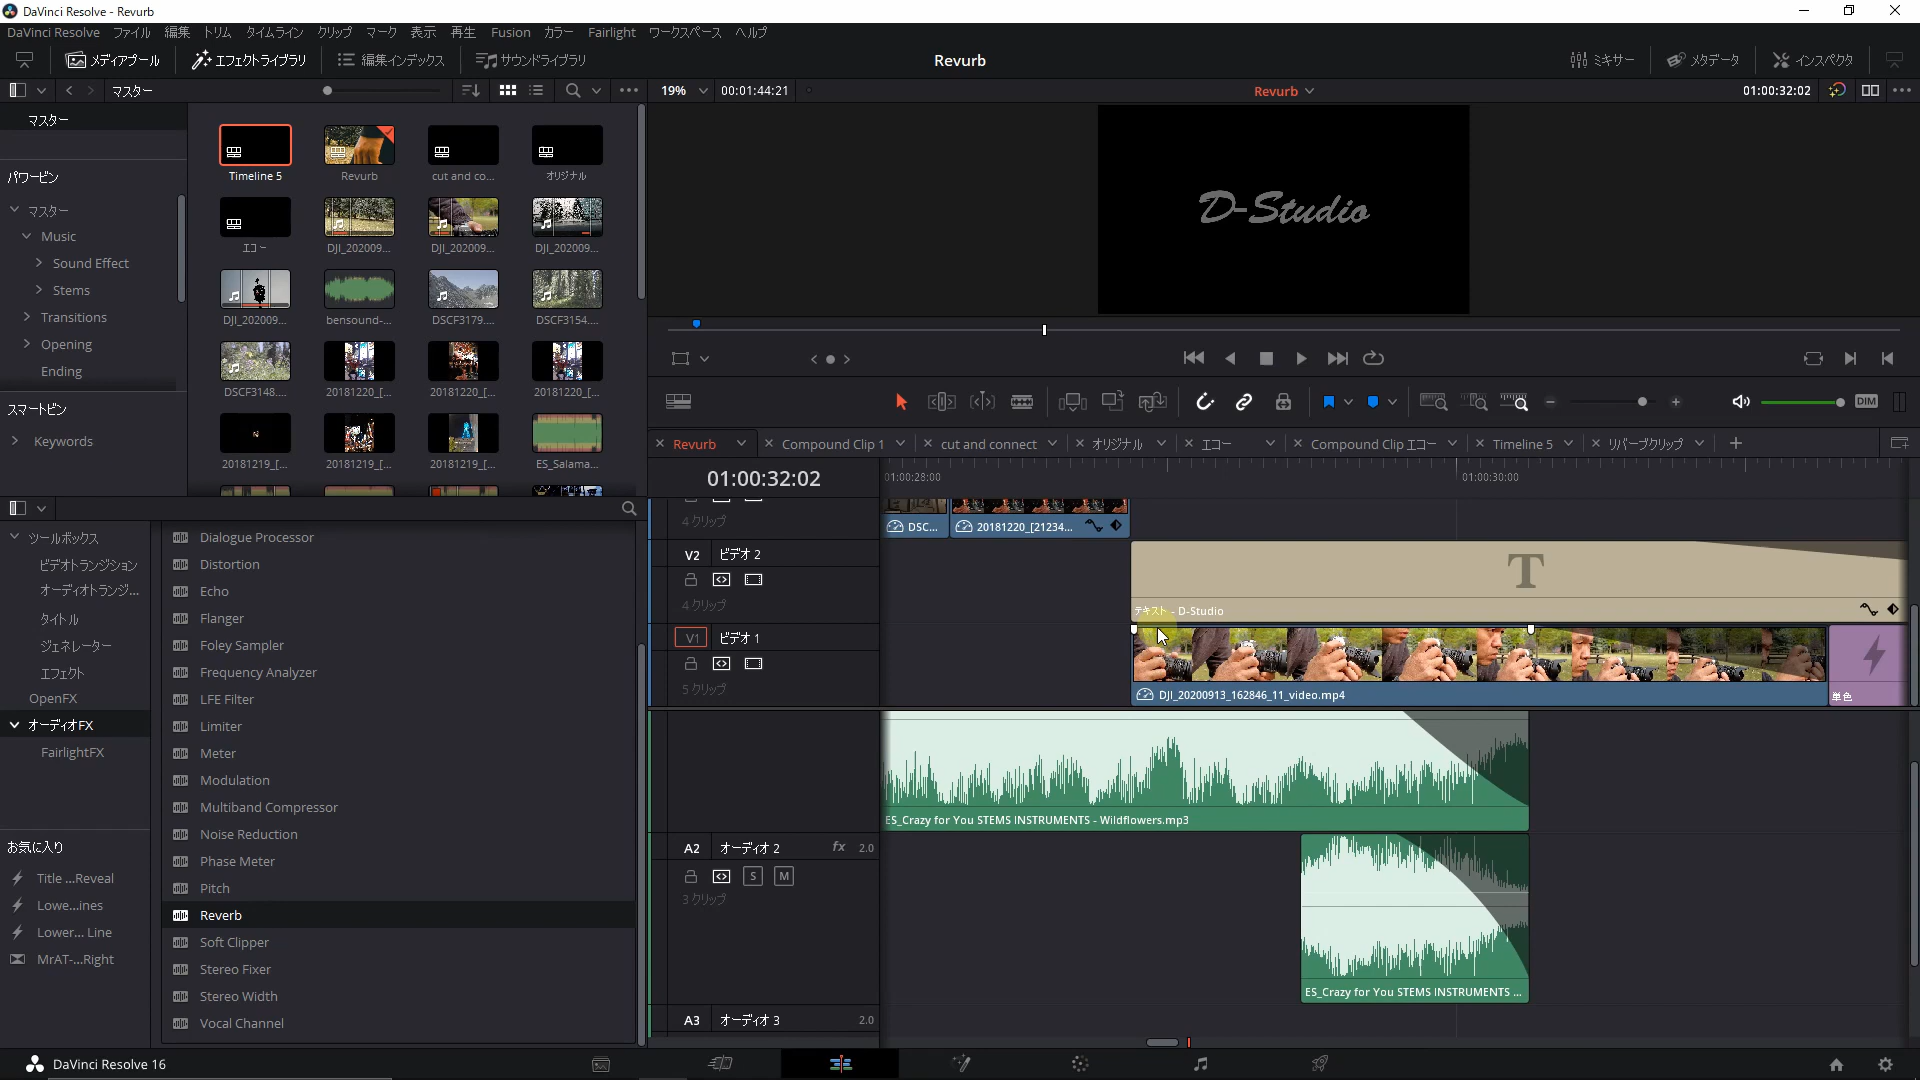 DaVinci Resolve - Revurb
DaVinci Resolve ファイル 編集 トリム タイムライン クリップ マーク 表示 再生 Fusion カラー Fairlight ワークスペース ヘルプ
メディアプール エフェクトライブラリ 編集インデックス サウンドライブラリ Revurb ミキサー メタデータ インスペクタ
マスター 19% 00:01:44:21 Revurb 01:00:32:02
マスター
パワービン
マスター
Music
Sound Effect
Stems
Transitions
Opening
Ending
スマートビン
Keywords
Timeline 5 Revurb cut and co... オリジナル
エコー DJI_202009... DJI_202009... DJI_202009...
DJI_202009... bensound-... DSCF3179.... DSCF3154....
DSCF3148.... 20181220_[... 20181220_[... 20181220_[...
20181219_[... 20181219_[... 20181219_[... ES_Salama...
D-Studio
DIM
Revurb Compound Clip 1 cut and connect オリジナル エコー Compound Clip エコー Timeline 5 リバーブクリップ
01:00:32:02 01:00:28:00 01:00:30:00
4 クリップ DSC... 20181220_[21234...
V2 ビデオ 2
4 クリップ テキスト - D-Studio
T
V1 ビデオ 1
5 クリップ DJI_20200913_162846_11_video.mp4 単色
ES_Crazy for You STEMS INSTRUMENTS - Wildflowers.mp3
A2 オーディオ 2 fx 2.0
S M
3 クリップ
ES_Crazy for You STEMS INSTRUMENTS ...
A3 オーディオ 3 2.0
ツールボックス
ビデオトランジション
オーディオトランジ...
タイトル
ジェネレーター
エフェクト
OpenFX
オーディオFX
FairlightFX
お気に入り
Title ...Reveal
Lowe...ines
Lower... Line
MrAT-...Right
Dialogue Processor
Distortion
Echo
Flanger
Foley Sampler
Frequency Analyzer
LFE Filter
Limiter
Meter
Modulation
Multiband Compressor
Noise Reduction
Phase Meter
Pitch
Reverb
Soft Clipper
Stereo Fixer
Stereo Width
Vocal Channel
DaVinci Resolve 16